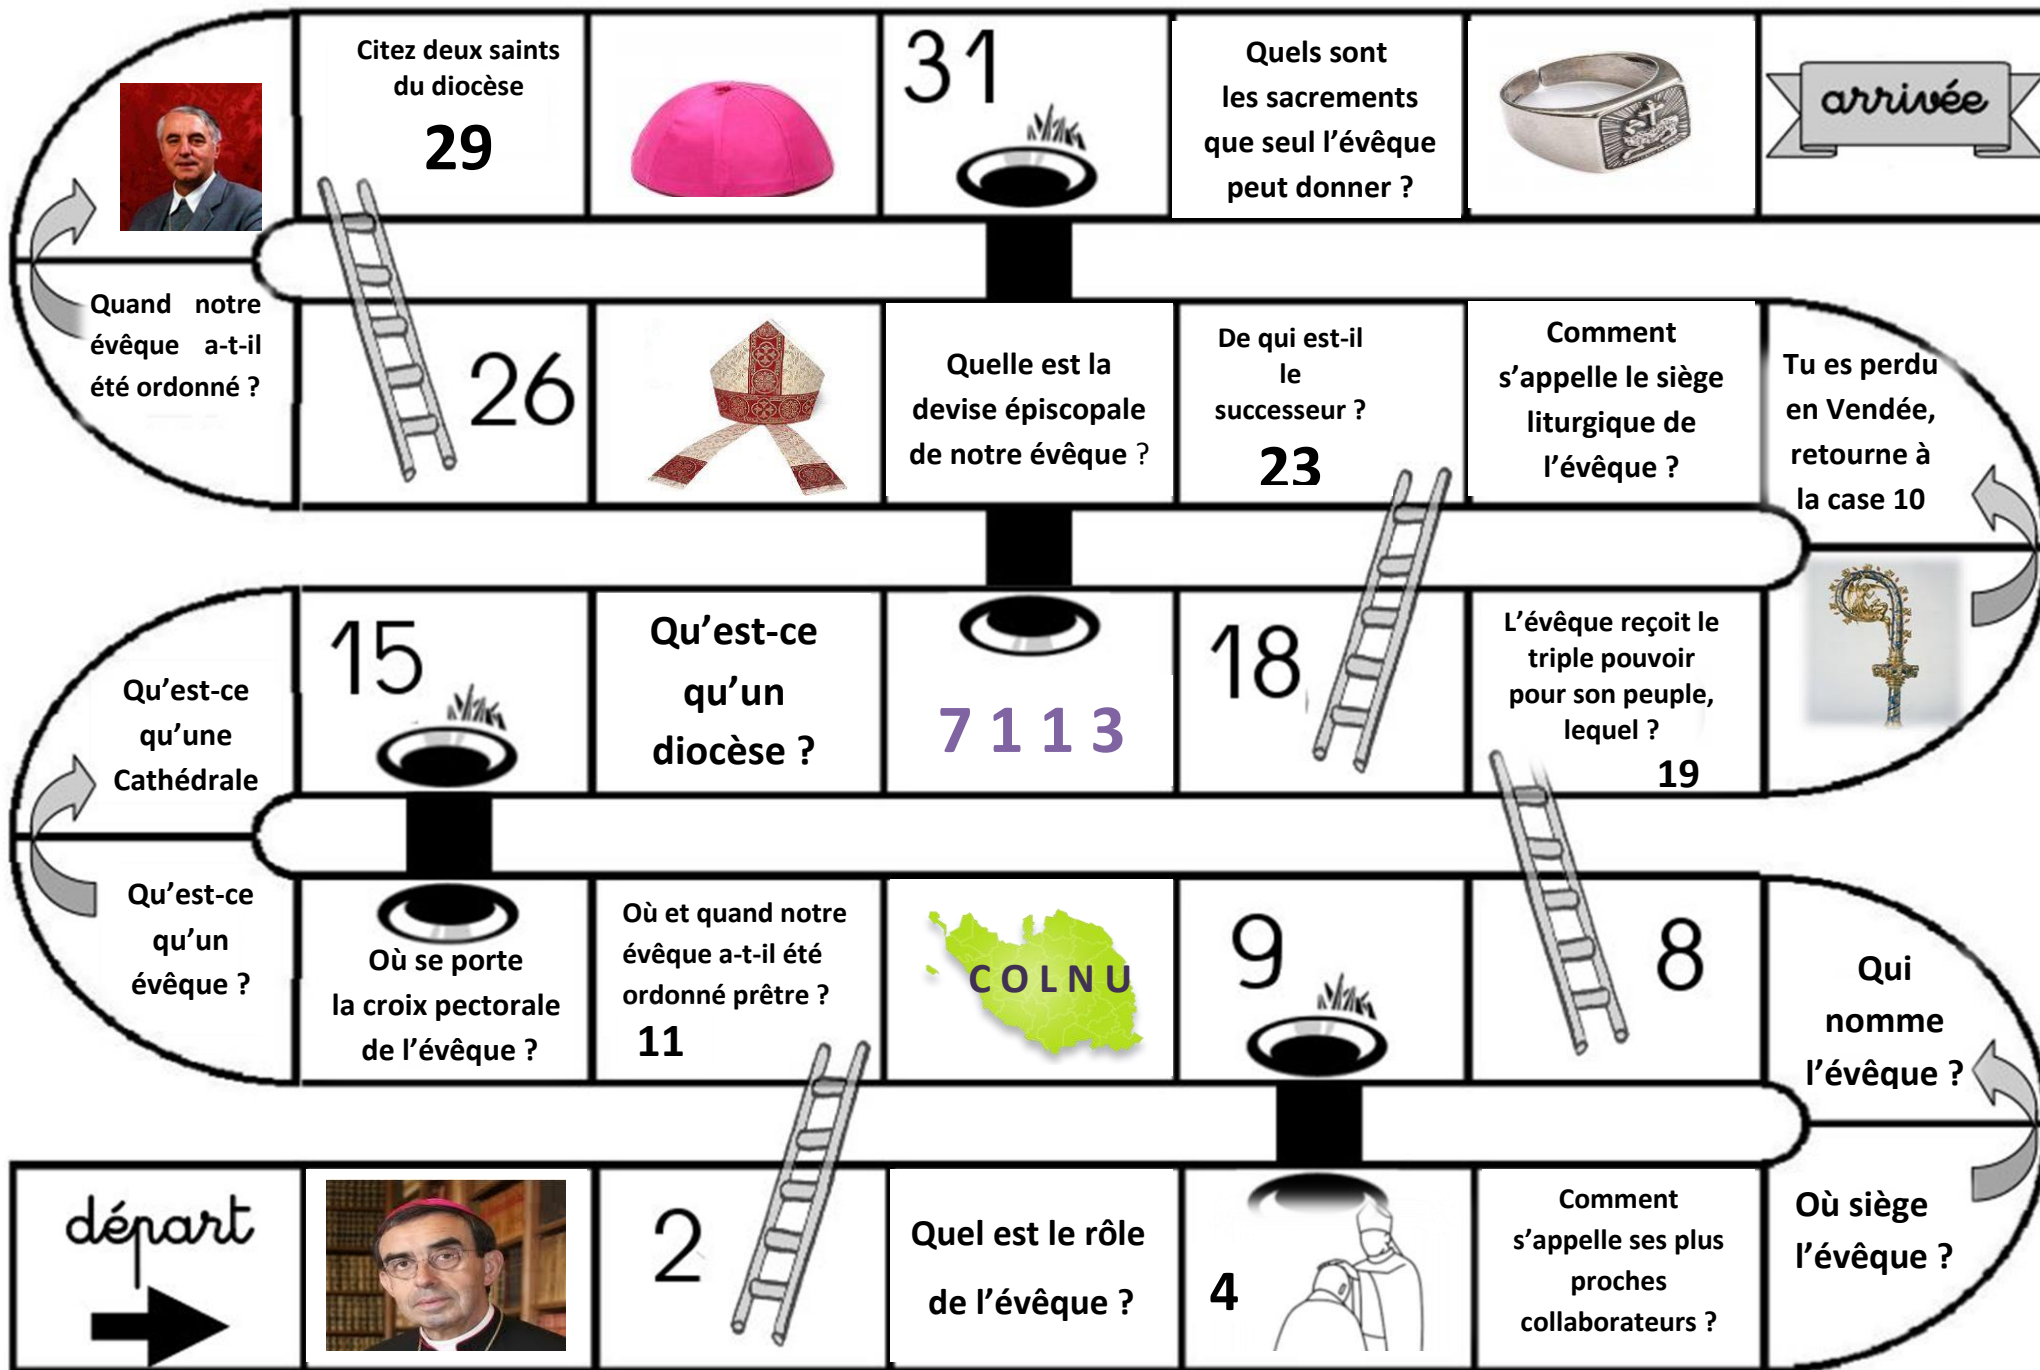 Citez deux saints
du diocèse
29
31
Quels sont
les sacrements
que seul l’évêque
peut donner ?
arrivée
Quand notre
évêque a-t-il
été ordonné ?
26
Quelle est la
devise épiscopale
de notre évêque ?
De qui est-il
le
successeur ?
23
Comment
s’appelle le siège
liturgique de
l’évêque ?
Tu es perdu
en Vendée,
retourne à
la case 10
Qu’est-ce
qu’une
Cathédrale
15
Qu’est-ce
qu’un
diocèse ?
7 1 1 3
18
L’évêque reçoit le
triple pouvoir
pour son peuple,
lequel ?
19
Qu’est-ce
qu’un
évêque ?
Où se porte
la croix pectorale
de l’évêque ?
Où et quand notre
évêque a-t-il été
ordonné prêtre ?
11
C O L N U
9
8
Qui
nomme
l’évêque ?
départ
2
Quel est le rôle
de l’évêque ?
4
Comment
s’appelle ses plus
proches
collaborateurs ?
Où siège
l’évêque ?